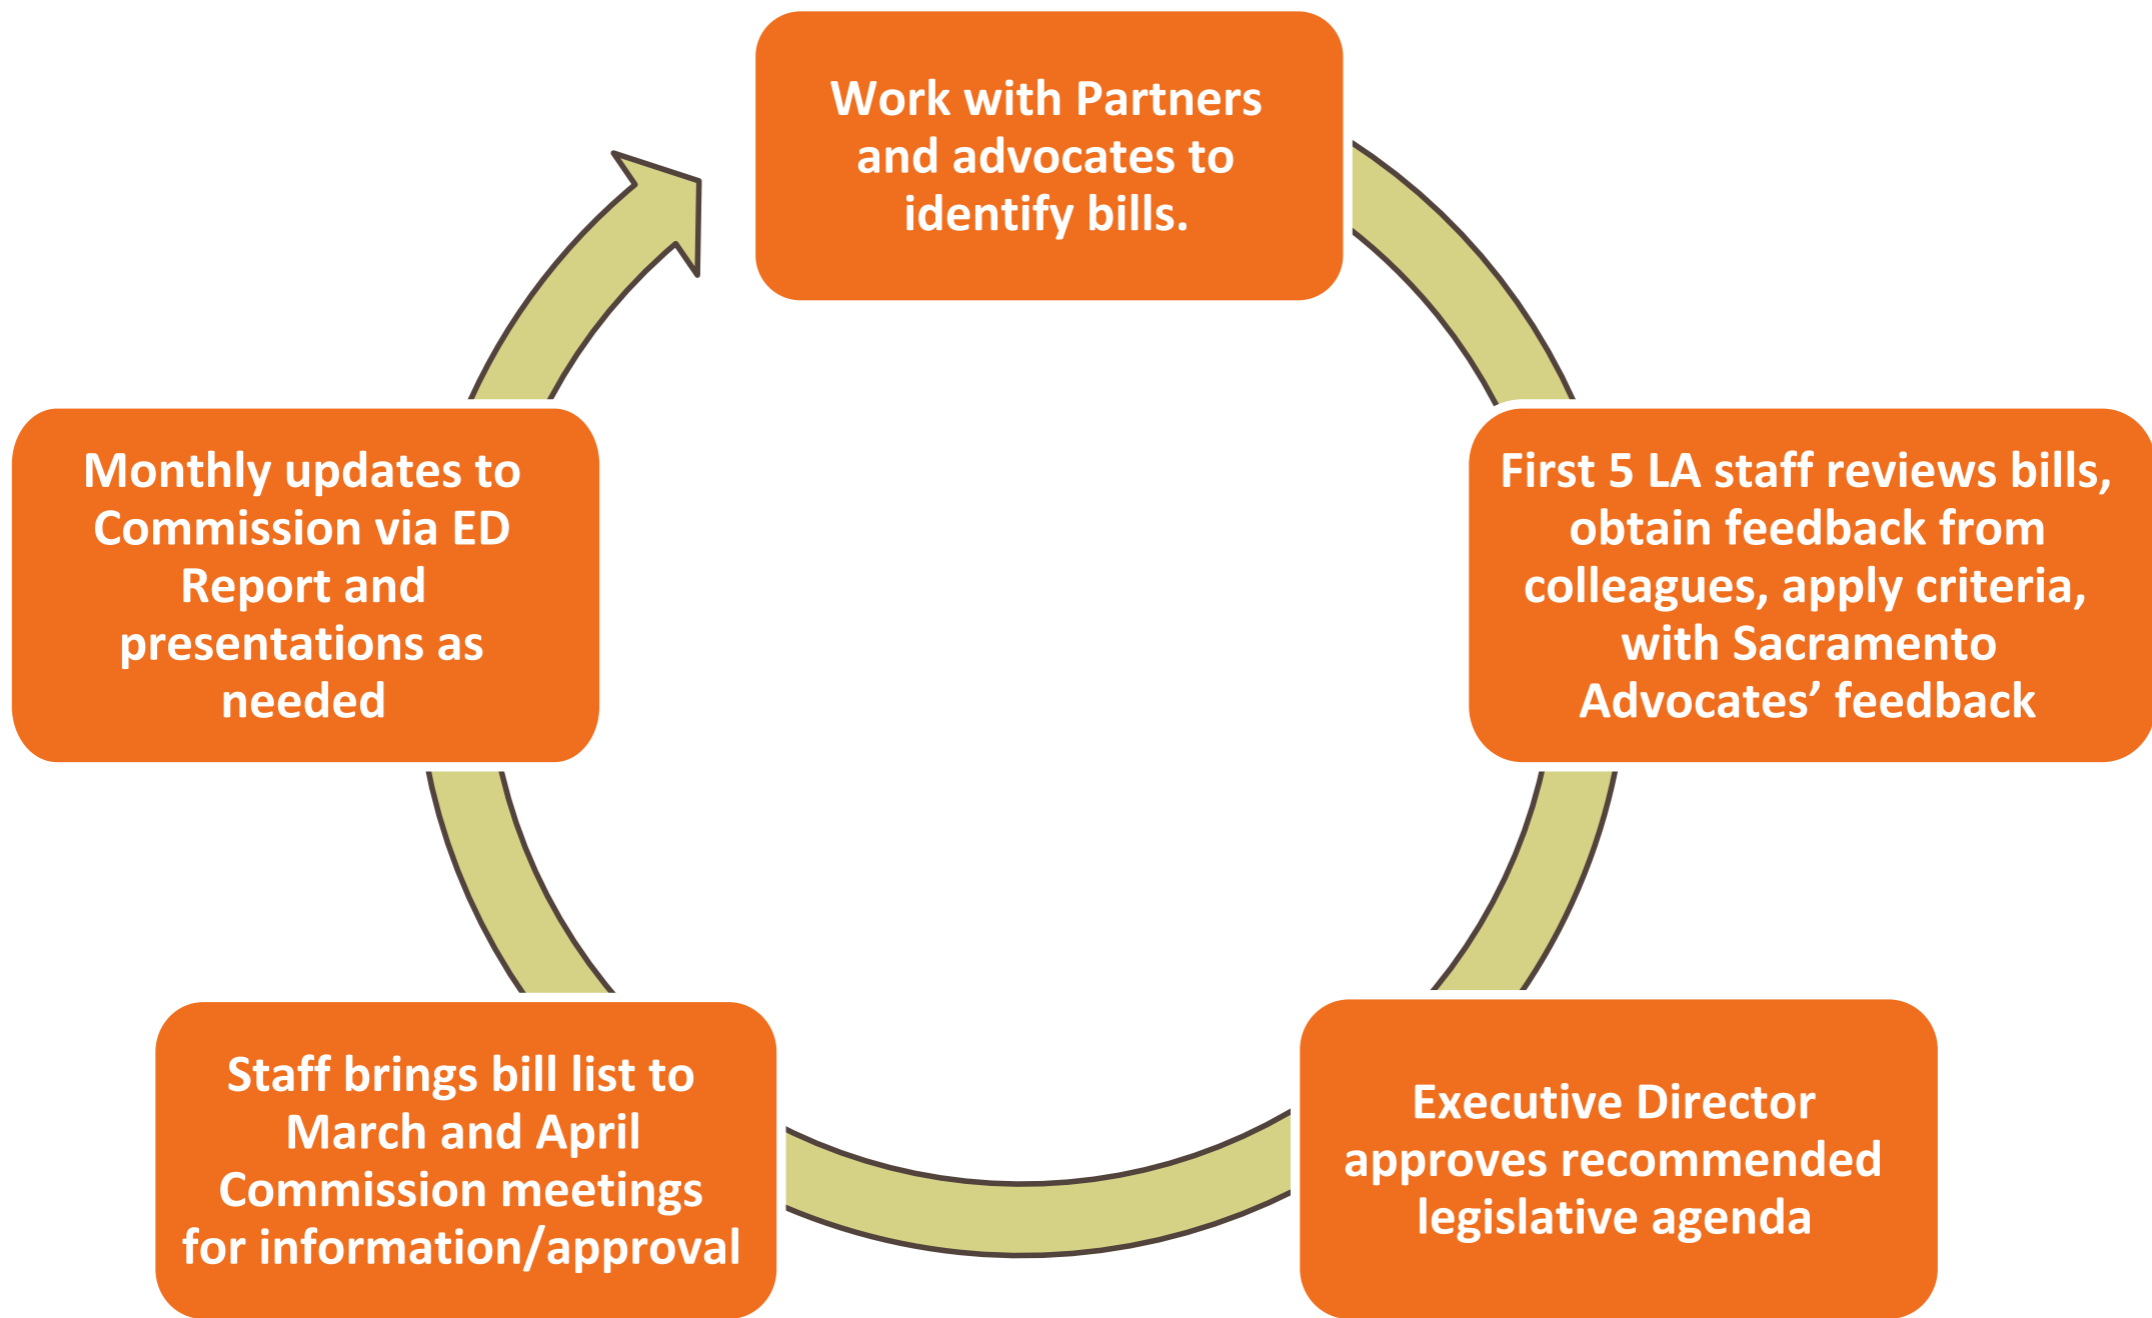 Work with Partners
and advocates to
identify bills.
First 5 LA staff reviews bills,
obtain feedback from
colleagues, apply criteria,
with Sacramento
Advocates’ feedback
Executive Director
approves recommended
legislative agenda
Staff brings bill list to
March and April
Commission meetings
for information/approval
Monthly updates to
Commission via ED
Report and
presentations as
needed